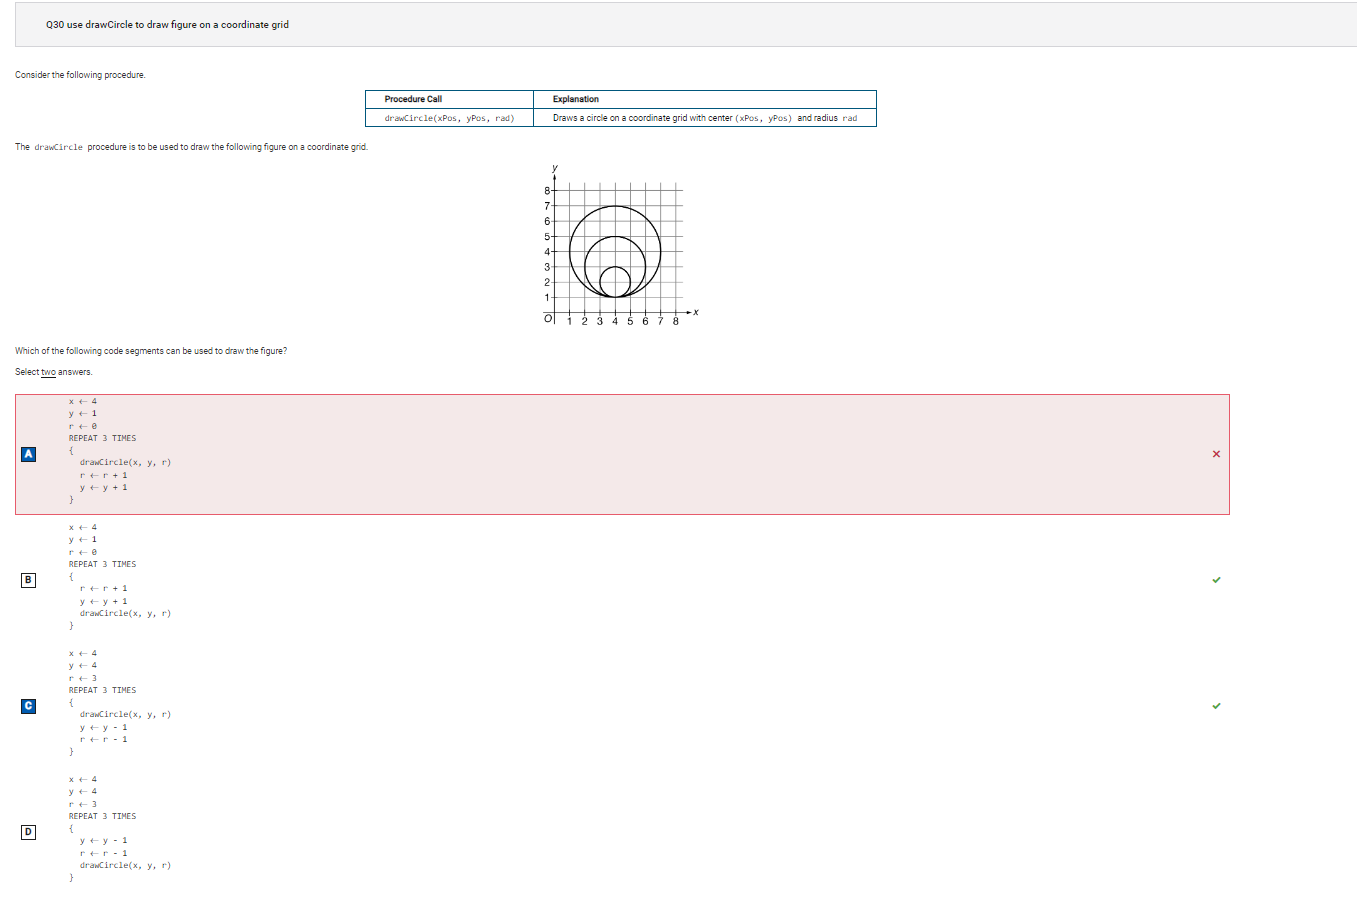 Q30 use drawCircle to draw figure on a coordinate grid
Consider the following procedure.
Procedure Call Explanation
drawCircle(xPos, yPos, rad) Draws a circle on a coordinate grid with center (xPos, yPos) and radius rad
The drawCircle procedure is to be used to draw the following figure on a coordinate grid.
y
8
7
6
5
4
3
2
1
O 1 2 3 4 5 6 7 8 x
Which of the following code segments can be used to draw the figure?
Select two answers.
A
x ← 4
y ← 1
r ← 0
REPEAT 3 TIMES
{
drawCircle(x, y, r)
r ← r + 1
y ← y + 1
}
B
x ← 4
y ← 1
r ← 0
REPEAT 3 TIMES
{
r ← r + 1
y ← y + 1
drawCircle(x, y, r)
}
C
x ← 4
y ← 4
r ← 3
REPEAT 3 TIMES
{
drawCircle(x, y, r)
y ← y - 1
r ← r - 1
}
D
x ← 4
y ← 4
r ← 3
REPEAT 3 TIMES
{
y ← y - 1
r ← r - 1
drawCircle(x, y, r)
}